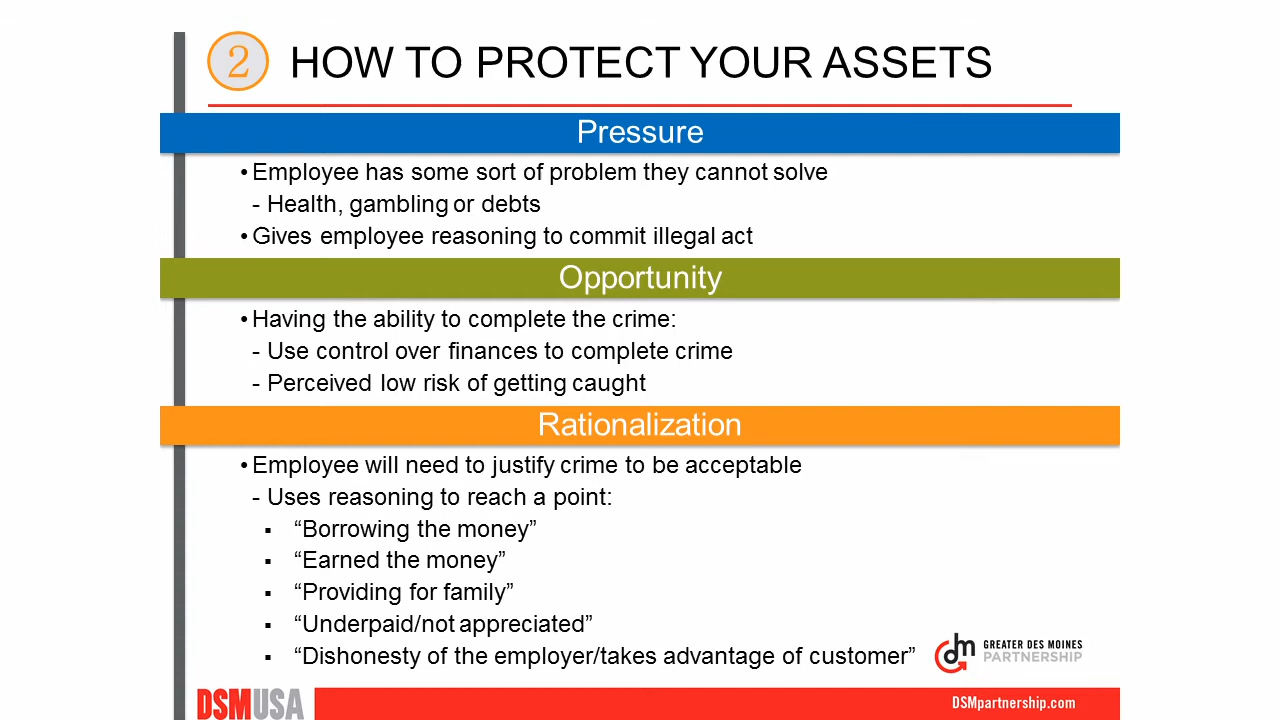 2 HOW TO PROTECT YOUR ASSETS
Pressure
•Employee has some sort of problem they cannot solve
- Health, gambling or debts
•Gives employee reasoning to commit illegal act
Opportunity
•Having the ability to complete the crime:
- Use control over finances to complete crime
- Perceived low risk of getting caught
Rationalization
•Employee will need to justify crime to be acceptable
- Uses reasoning to reach a point:
▪ “Borrowing the money”
▪ “Earned the money”
▪ “Providing for family”
▪ “Underpaid/not appreciated”
▪ “Dishonesty of the employer/takes advantage of customer”
dm GREATER DES MOINES
PARTNERSHIP
DSMUSA DSMpartnership.com